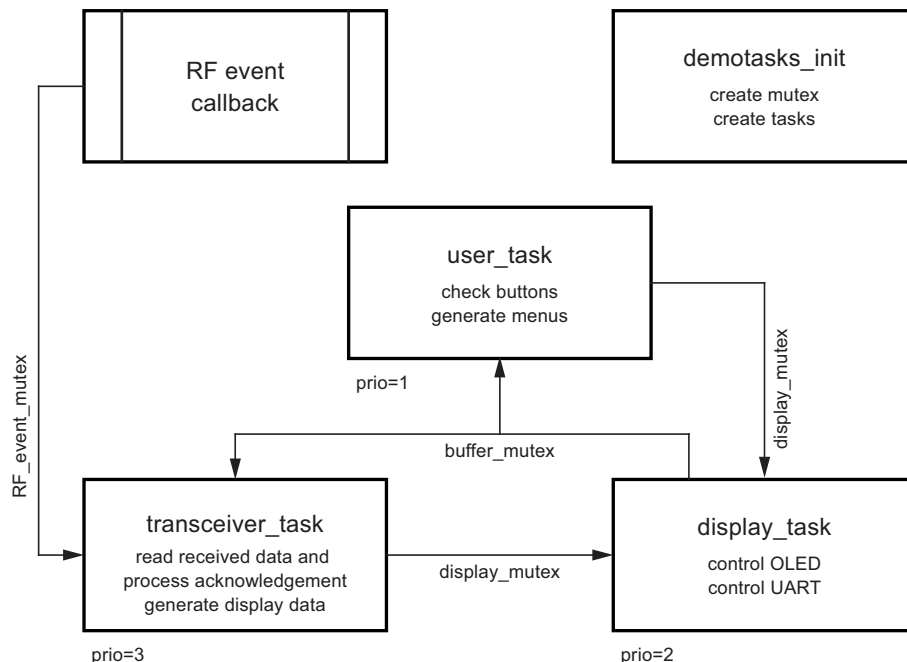 RF event
callback
demotasks_init
create mutex
create tasks
user_task
check buttons
generate menus
prio=1
RF_event_mutex
display_mutex
buffer_mutex
transceiver_task
read received data and
process acknowledgement
generate display data
prio=3
display_mutex
display_task
control OLED
control UART
prio=2